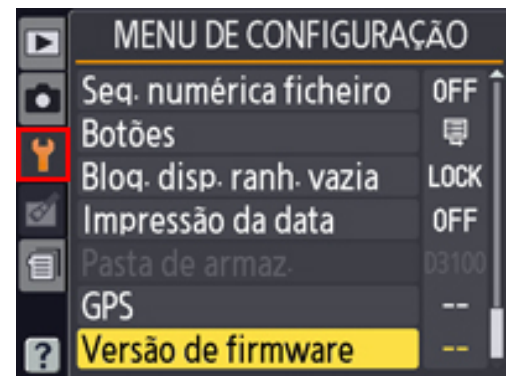 MENU DE CONFIGURAÇÃO
Seq. numérica ficheiro OFF
Botões
Bloq. disp. ranh. vazia LOCK
Impressão da data OFF
Pasta de armaz. D3100
GPS --
Versão de firmware --
?